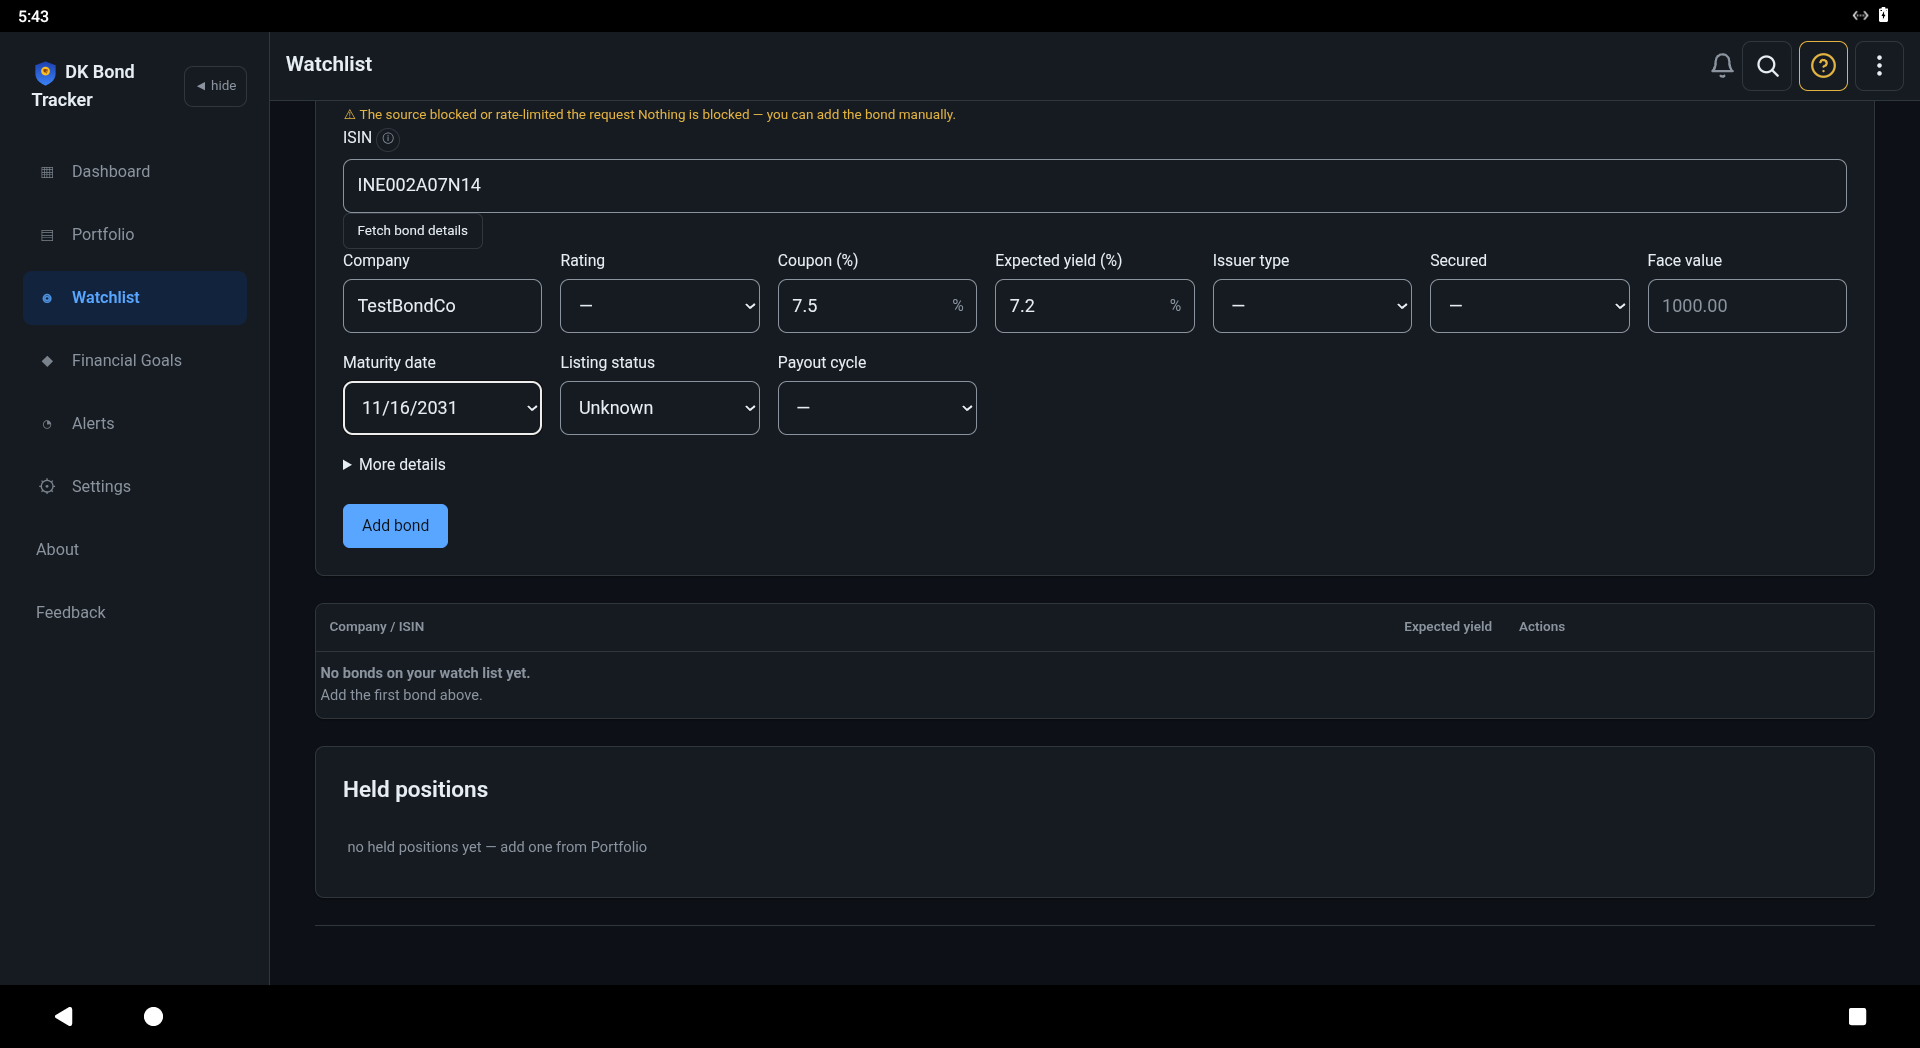 5:43
DK Bond
Tracker
◄ hide
Watchlist
Dashboard
Portfolio
Watchlist
Financial Goals
Alerts
Settings
About
Feedback
⚠ The source blocked or rate-limited the request Nothing is blocked — you can add the bond manually.
ISIN ⓘ
INE002A07N14
Fetch bond details
Company Rating Coupon (%) Expected yield (%) Issuer type Secured Face value
TestBondCo — 7.5 % 7.2 % — — 1000.00
Maturity date Listing status Payout cycle
11/16/2031 Unknown —
▶ More details
Add bond
Company / ISIN Expected yield Actions
No bonds on your watch list yet.
Add the first bond above.
Held positions
no held positions yet — add one from Portfolio